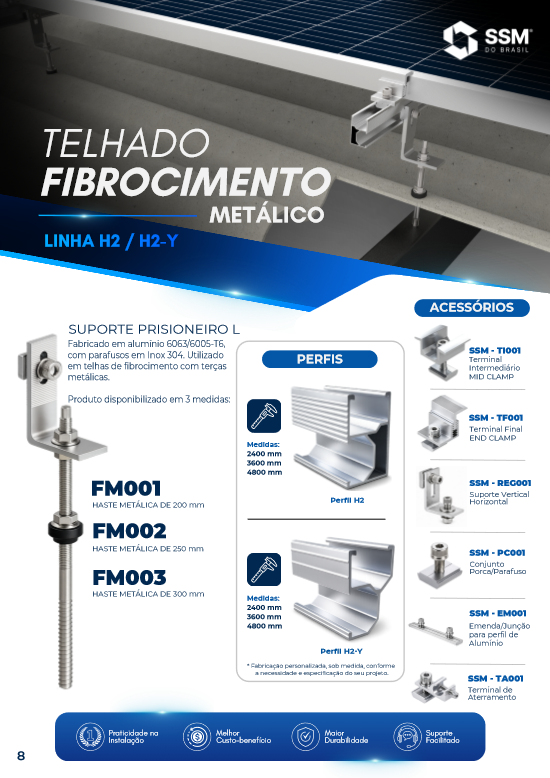 SSM
DO BRASIL
TELHADO
FIBROCIMENTO
METÁLICO
LINHA H2 / H2-Y
SUPORTE PRISIONEIRO L
Fabricado em alumínio 6063/6005-T6,
com parafusos em Inox 304. Utilizado
em telhas de fibrocimento com terças
metálicas.
Produto disponibilizado em 3 medidas:
FM001
HASTE METÁLICA DE 200 mm
FM002
HASTE METÁLICA DE 250 mm
FM003
HASTE METÁLICA DE 300 mm
PERFIS
Medidas:
2400 mm
3600 mm
4800 mm
Perfil H2
Medidas:
2400 mm
3600 mm
4800 mm
Perfil H2-Y
* Fabricação personalizada, sob medida, conforme
a necessidade e especificação do seu projeto.
ACESSÓRIOS
SSM - TI001
Terminal
Intermediário
MID CLAMP
SSM - TF001
Terminal Final
END CLAMP
SSM - REG001
Suporte Vertical
Horizontal
SSM - PC001
Conjunto
Porca/Parafuso
SSM - EM001
Emenda/Junção
para perfil de
Alumínio
SSM - TA001
Terminal de
Aterramento
Praticidade na
Instalação
Melhor
Custo-benefício
Maior
Durabilidade
Suporte
Facilitado
8